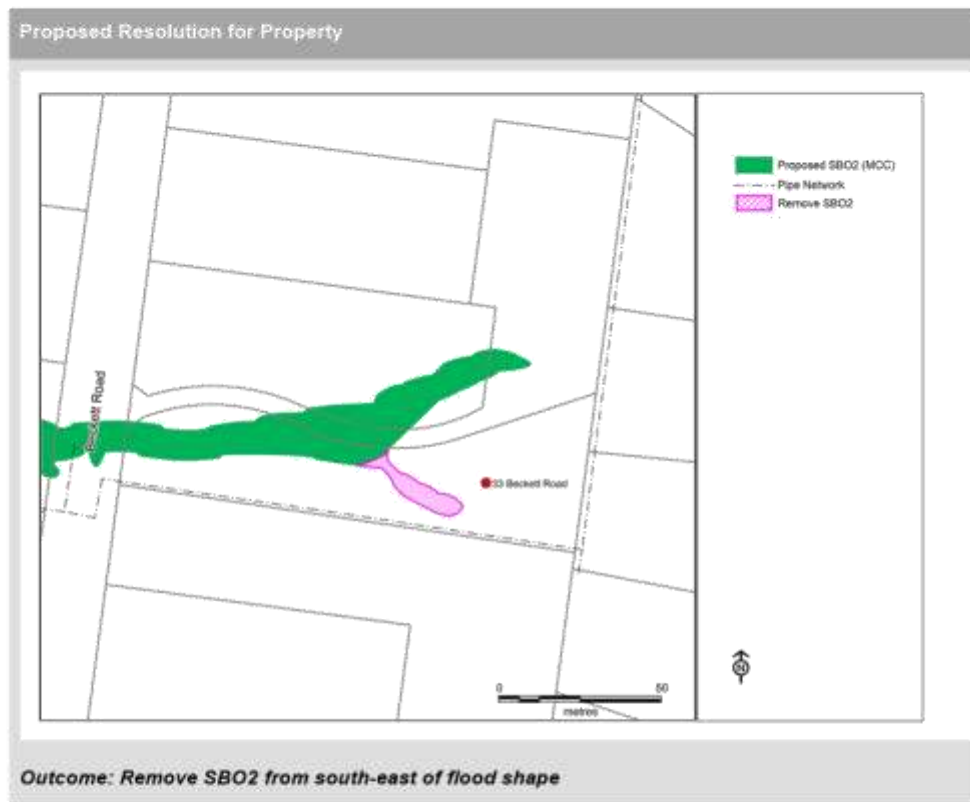 Proposed Resolution for Property
Proposed SBO2 (MCC)
Pipe Network
Remove SBO2
Beckett Road
33 Beckett Road
N
0 50
metres
Outcome: Remove SBO2 from south-east of flood shape